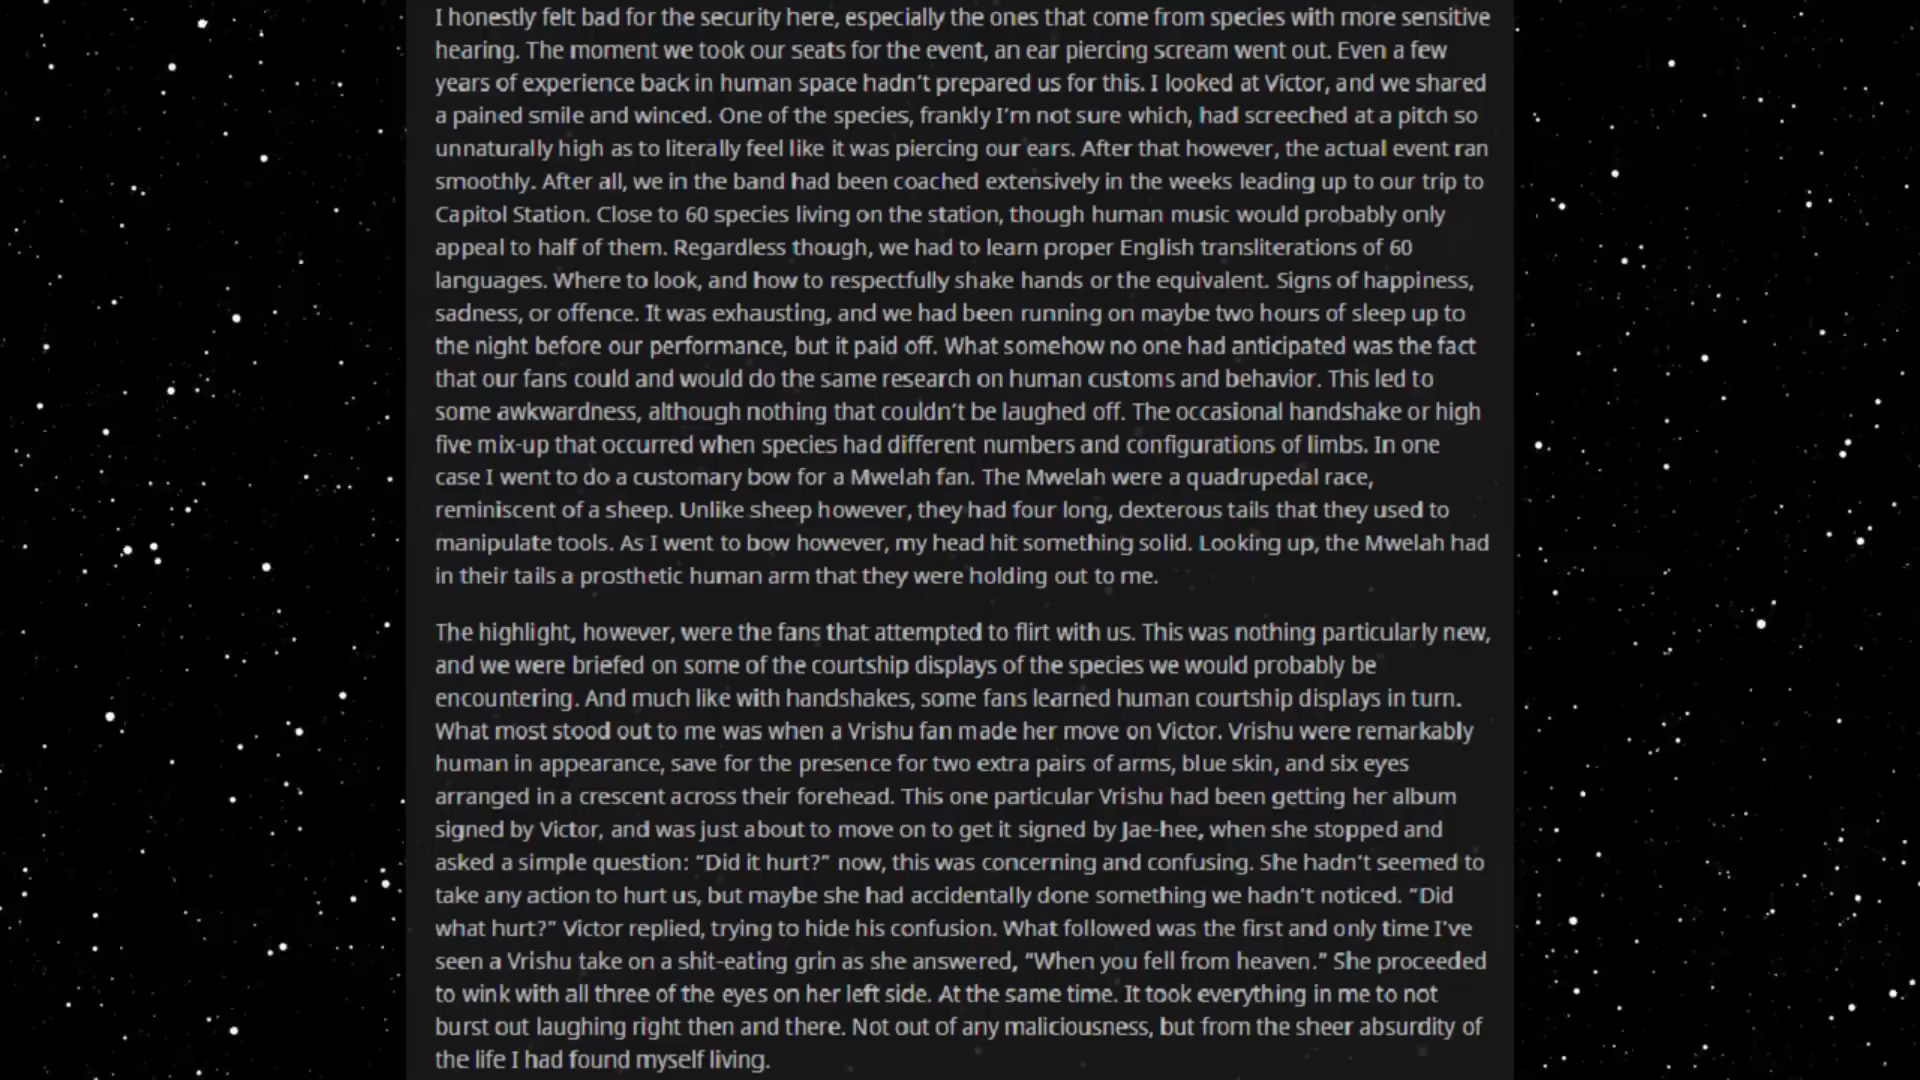 I honestly felt bad for the security here, especially the ones that come from species with more sensitive
hearing. The moment we took our seats for the event, an ear piercing scream went out. Even a few
years of experience back in human space hadn't prepared us for this. I looked at Victor, and we shared
a pained smile and winced. One of the species, frankly I'm not sure which, had screeched at a pitch so
unnaturally high as to literally feel like it was piercing our ears. After that however, the actual event ran
smoothly. After all, we in the band had been coached extensively in the weeks leading up to our trip to
Capitol Station. Close to 60 species living on the station, though human music would probably only
appeal to half of them. Regardless though, we had to learn proper English transliterations of 60
languages. Where to look, and how to respectfully shake hands or the equivalent. Signs of happiness,
sadness, or offence. It was exhausting, and we had been running on maybe two hours of sleep up to
the night before our performance, but it paid off. What somehow no one had anticipated was the fact
that our fans could and would do the same research on human customs and behavior. This led to
some awkwardness, although nothing that couldn't be laughed off. The occasional handshake or high
five mix-up that occurred when species had different numbers and configurations of limbs. In one
case I went to do a customary bow for a Mwelah fan. The Mwelah were a quadrupedal race,
reminiscent of a sheep. Unlike sheep however, they had four long, dexterous tails that they used to
manipulate tools. As I went to bow however, my head hit something solid. Looking up, the Mwelah had
in their tails a prosthetic human arm that they were holding out to me.
The highlight, however, were the fans that attempted to flirt with us. This was nothing particularly new,
and we were briefed on some of the courtship displays of the species we would probably be
encountering. And much like with handshakes, some fans learned human courtship displays in turn.
What most stood out to me was when a Vrishu fan made her move on Victor. Vrishu were remarkably
human in appearance, save for the presence for two extra pairs of arms, blue skin, and six eyes
arranged in a crescent across their forehead. This one particular Vrishu had been getting her album
signed by Victor, and was just about to move on to get it signed by Jae-hee, when she stopped and
asked a simple question: “Did it hurt?” now, this was concerning and confusing. She hadn't seemed to
take any action to hurt us, but maybe she had accidentally done something we hadn't noticed. “Did
what hurt?” Victor replied, trying to hide his confusion. What followed was the first and only time I've
seen a Vrishu take on a shit-eating grin as she answered, “When you fell from heaven.” She proceeded
to wink with all three of the eyes on her left side. At the same time. It took everything in me to not
burst out laughing right then and there. Not out of any maliciousness, but from the sheer absurdity of
the life I had found myself living.